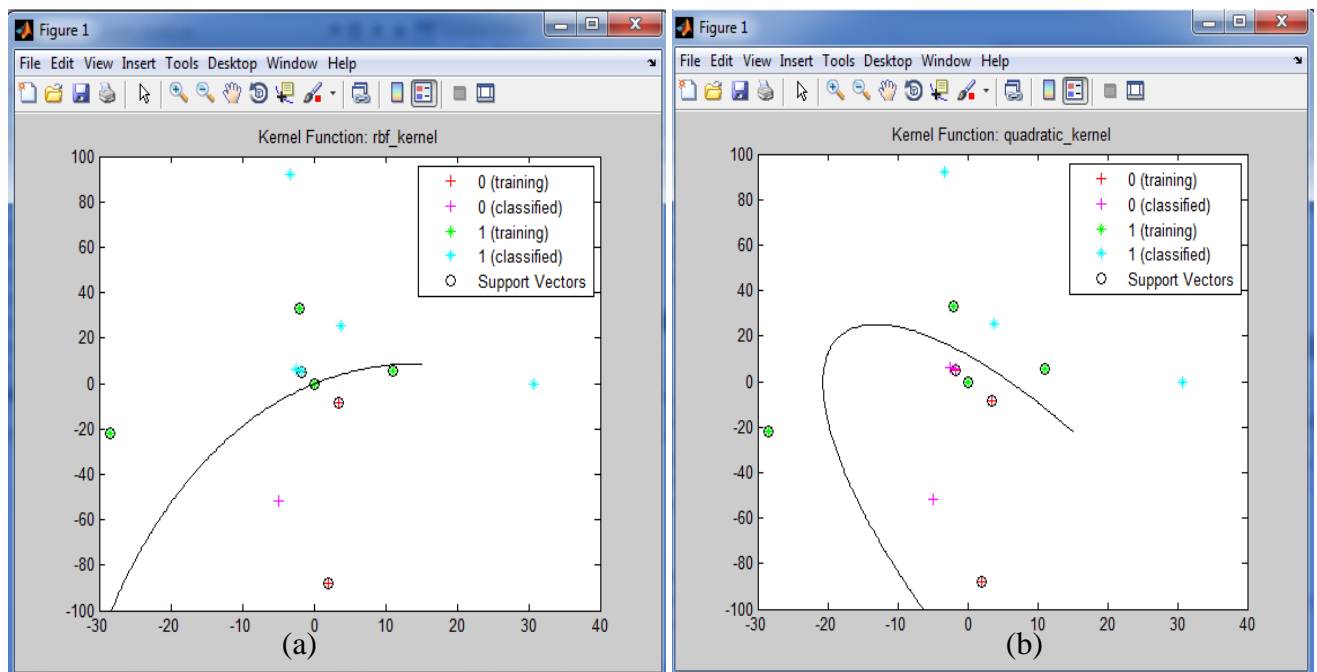 Figure 1
File Edit View Insert Tools Desktop Window Help
Kernel Function: rbf_kernel
100
80
60
40
20
0
-20
-40
-60
-80
-100
-30 -20 -10 0 10 20 30 40
0 (training)
0 (classified)
1 (training)
1 (classified)
Support Vectors
(a)
Figure 1
File Edit View Insert Tools Desktop Window Help
Kernel Function: quadratic_kernel
100
80
60
40
20
0
-20
-40
-60
-80
-100
-30 -20 -10 0 10 20 30 40
0 (training)
0 (classified)
1 (training)
1 (classified)
Support Vectors
(b)